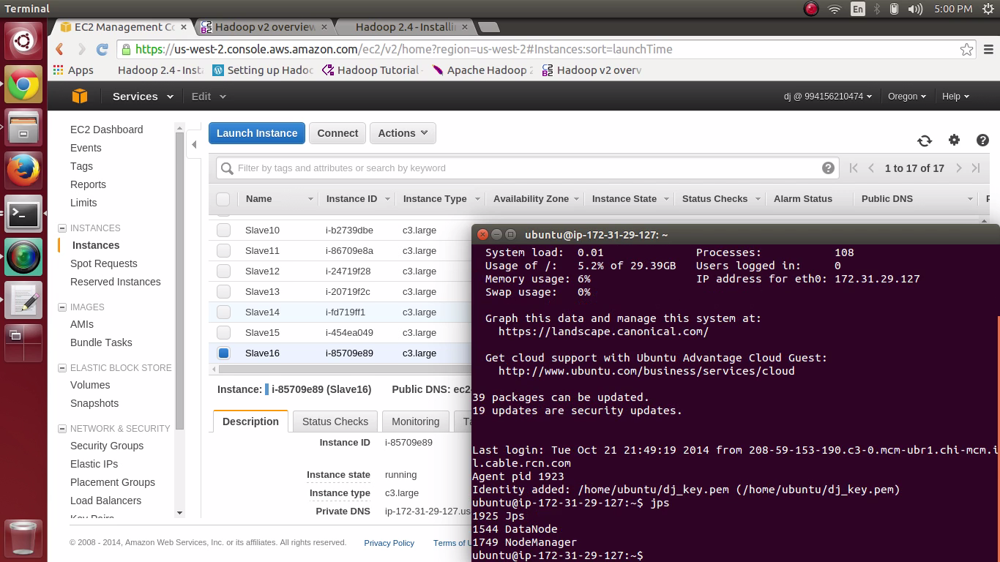 Terminal
En
5:00 PM
EC2 Management Co
Hadoop v2 overview
Hadoop 2.4 - Installin
https://us-west-2.console.aws.amazon.com/ec2/v2/home?region=us-west-2#Instances:sort=launchTime
Apps
Hadoop 2.4 - Insta
Setting up Hadoo
Hadoop Tutorial -
Apache Hadoop 2
Hadoop v2 overv
Services
Edit
dj @ 994156210474
Oregon
Help
EC2 Dashboard
Events
Tags
Reports
Limits
INSTANCES
Instances
Spot Requests
Reserved Instances
IMAGES
AMIs
Bundle Tasks
ELASTIC BLOCK STORE
Volumes
Snapshots
NETWORK & SECURITY
Security Groups
Elastic IPs
Placement Groups
Load Balancers
Key Pairs
Launch Instance
Connect
Actions
Filter by tags and attributes or search by keyword
1 to 17 of 17
Name Instance ID Instance Type Availability Zone Instance State Status Checks Alarm Status Public DNS
Slave10 i-b2739dbe c3.large
Slave11 i-86709e8a c3.large
Slave12 i-24719f28 c3.large
Slave13 i-20719f2c c3.large
Slave14 i-fd719ff1 c3.large
Slave15 i-454ea049 c3.large
Slave16 i-85709e89 c3.large
Instance: i-85709e89 (Slave16) Public DNS: ec2
Description
Status Checks
Monitoring
Ta
Instance ID i-85709e89
Instance state running
Instance type c3.large
Private DNS ip-172-31-29-127.us
© 2008 - 2014, Amazon Web Services, Inc. or its affiliates. All rights reserved.
Privacy Policy
Terms of U
ubuntu@ip-172-31-29-127: ~
System load: 0.01 Processes: 108
Usage of /: 5.2% of 29.39GB Users logged in: 0
Memory usage: 6% IP address for eth0: 172.31.29.127
Swap usage: 0%
Graph this data and manage this system at:
https://landscape.canonical.com/
Get cloud support with Ubuntu Advantage Cloud Guest:
http://www.ubuntu.com/business/services/cloud
39 packages can be updated.
19 updates are security updates.
Last login: Tue Oct 21 21:49:19 2014 from 208-59-153-190.c3-0.mcm-ubr1.chi-mcm.i
l.cable.rcn.com
Agent pid 1923
Identity added: /home/ubuntu/dj_key.pem (/home/ubuntu/dj_key.pem)
ubuntu@ip-172-31-29-127:~$ jps
1925 Jps
1544 DataNode
1749 NodeManager
ubuntu@ip-172-31-29-127:~$